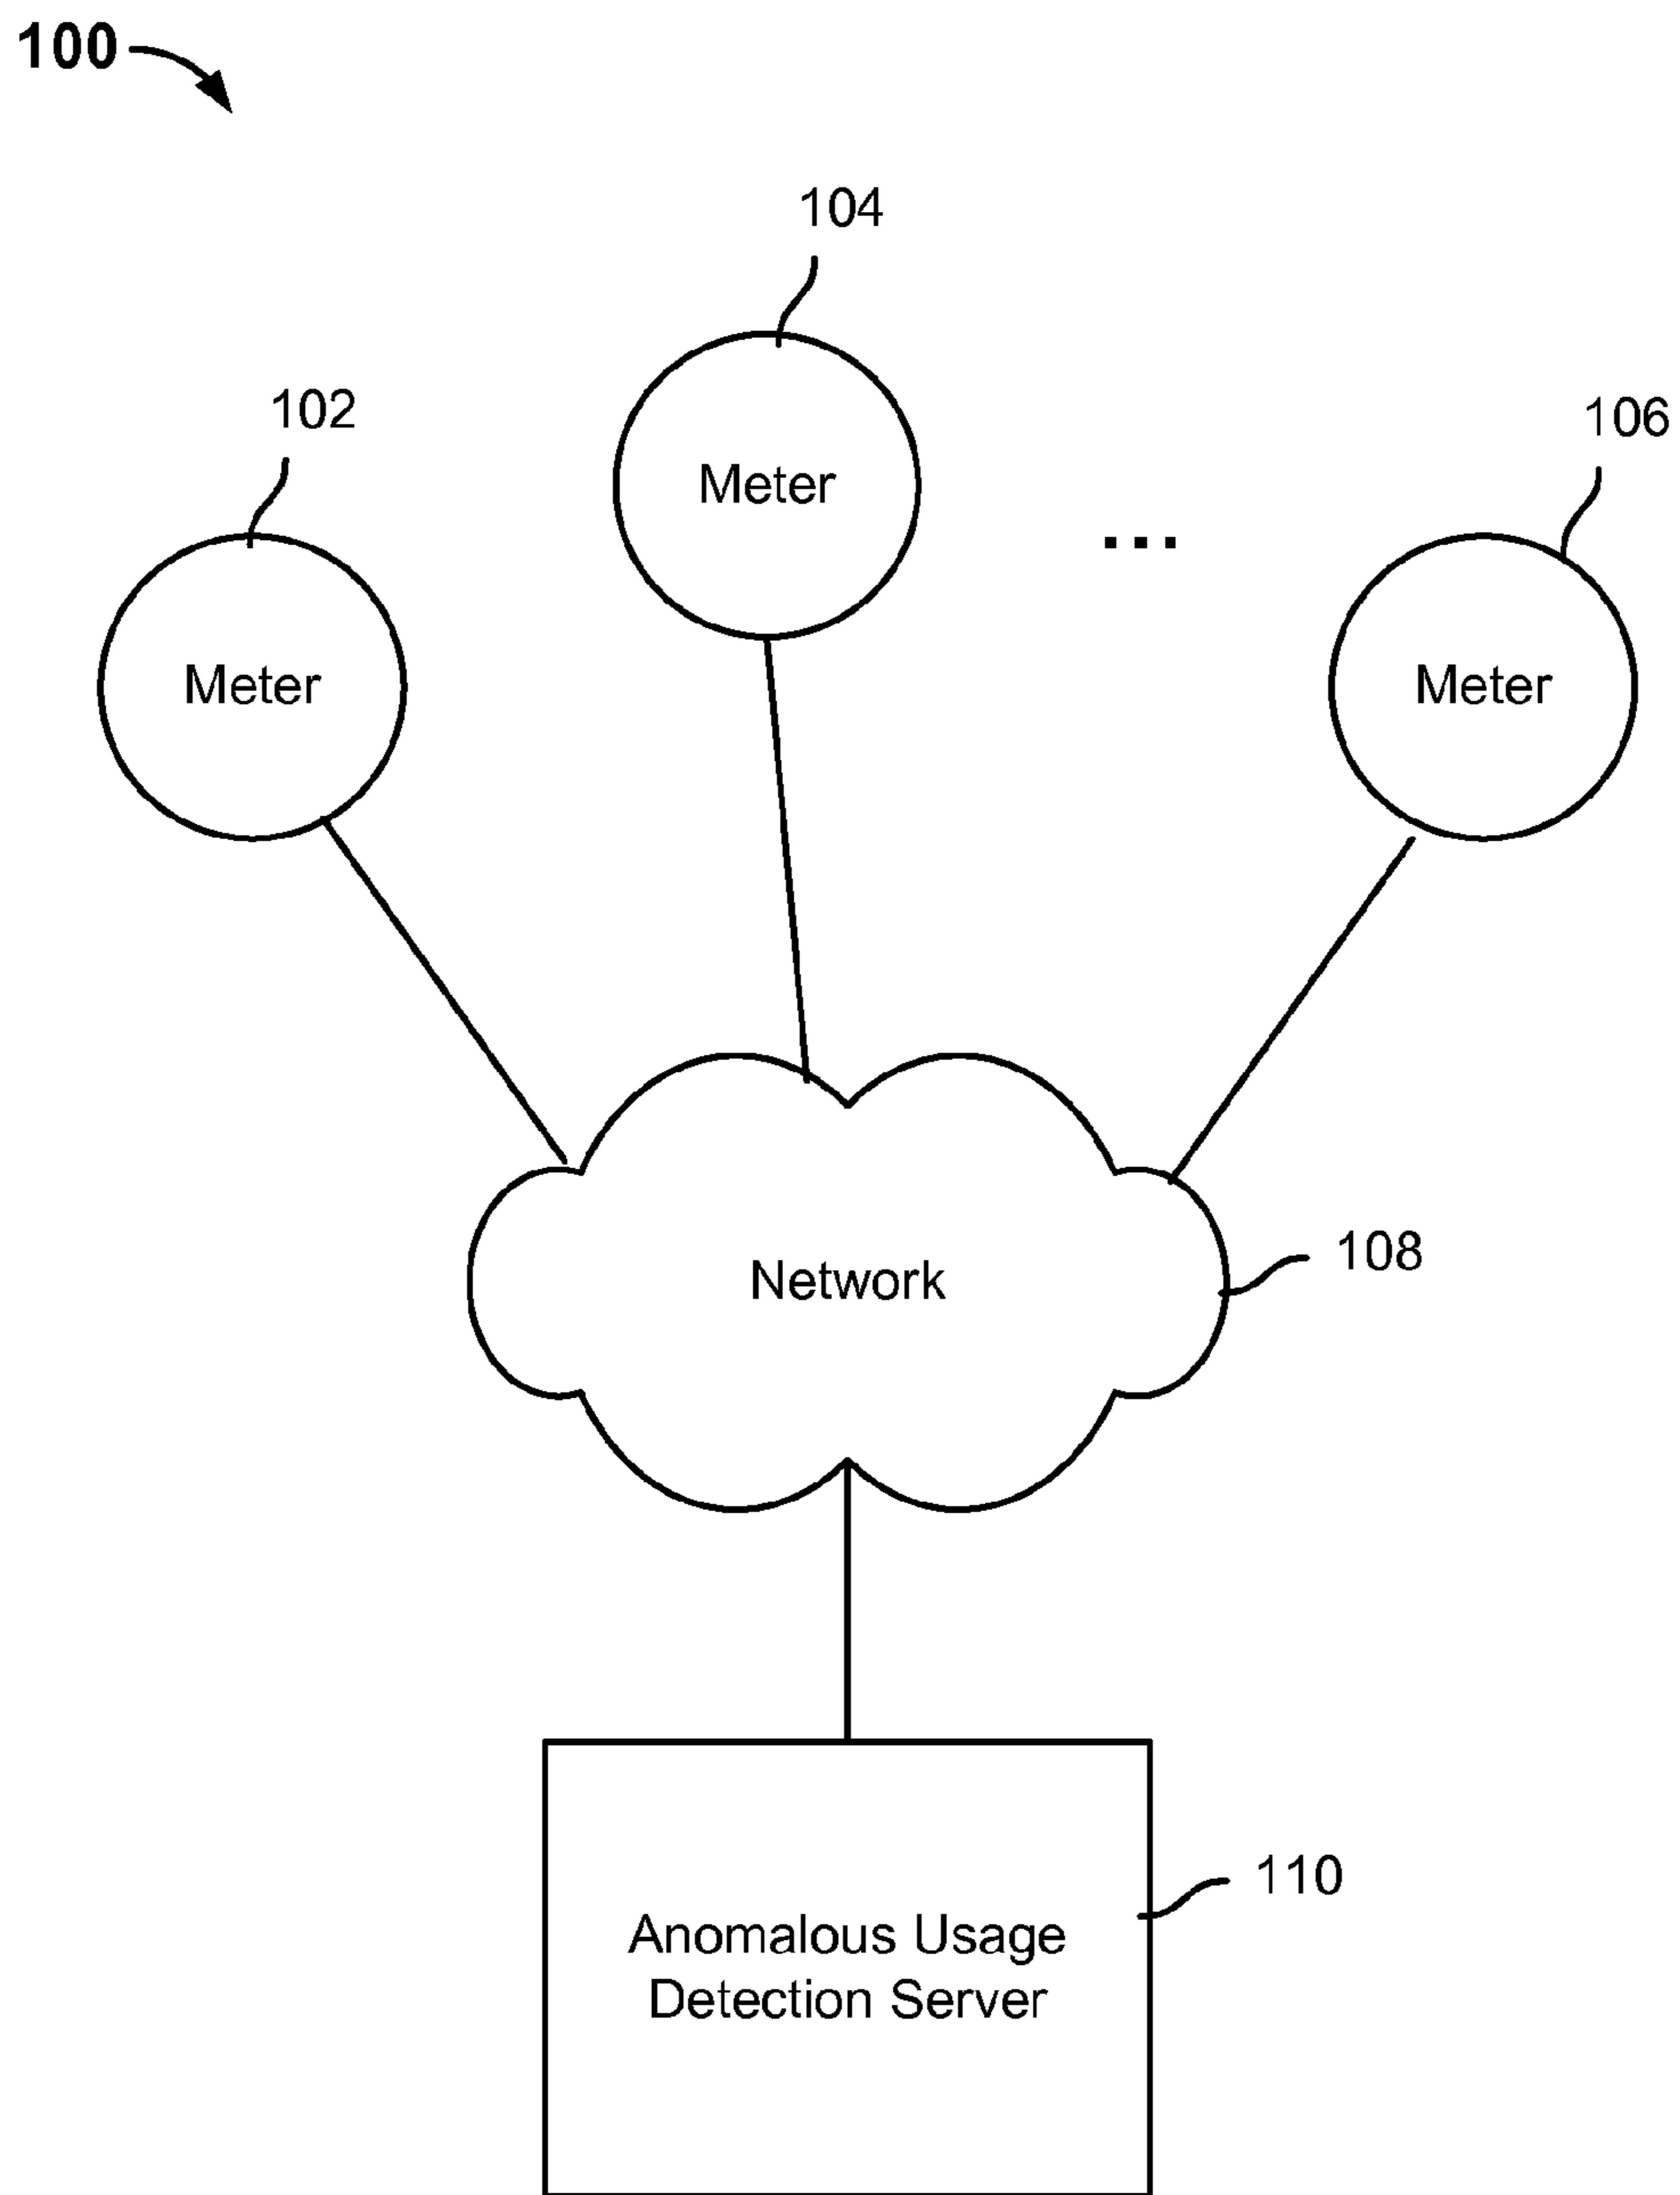 100
104
102
106
Meter
...
Meter
Meter
Network
108
110
Anomalous Usage
Detection Server